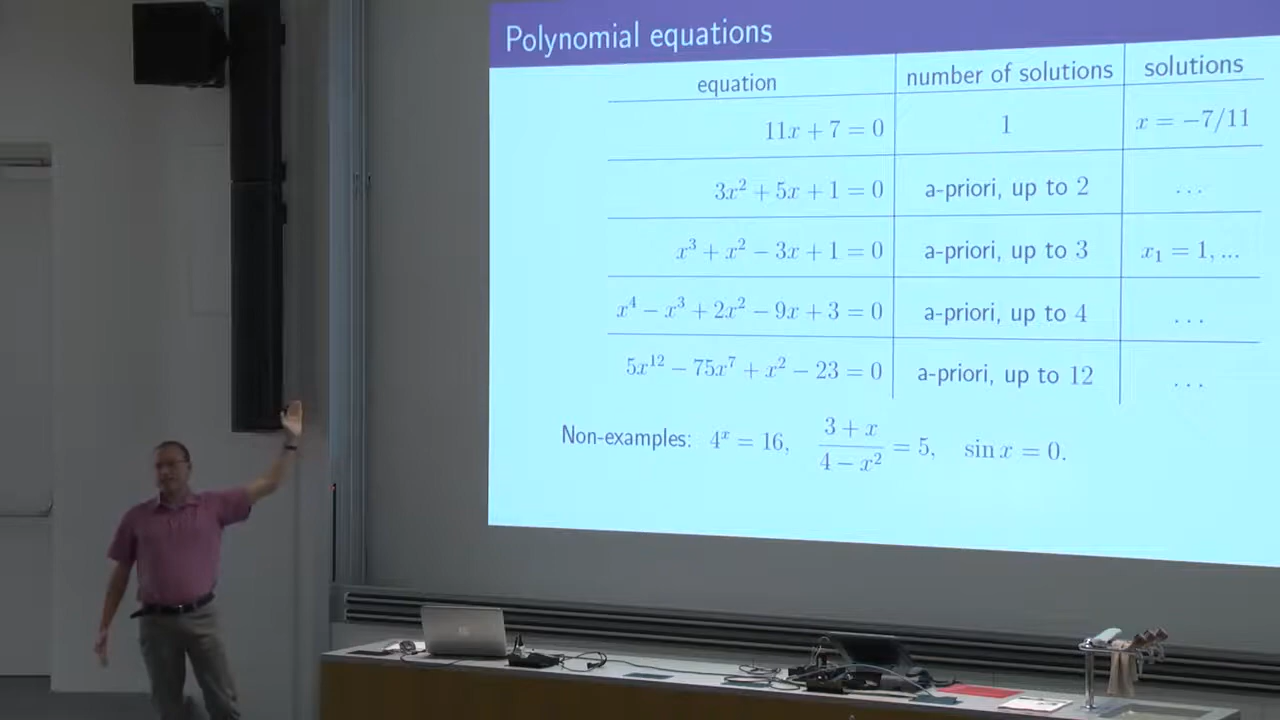 Polynomial equations
equation number of solutions solutions
11x + 7 = 0 1 x = −7/11
3x² + 5x + 1 = 0 a-priori, up to 2 ...
x³ + x² − 3x + 1 = 0 a-priori, up to 3 x₁ = 1, ...
x⁴ − x³ + 2x² − 9x + 3 = 0 a-priori, up to 4 ...
5x¹² − 75x⁷ + x² − 23 = 0 a-priori, up to 12 ...
Non-examples: 4ˣ = 16, (3 + x)/(4 − x²) = 5, sin x = 0.